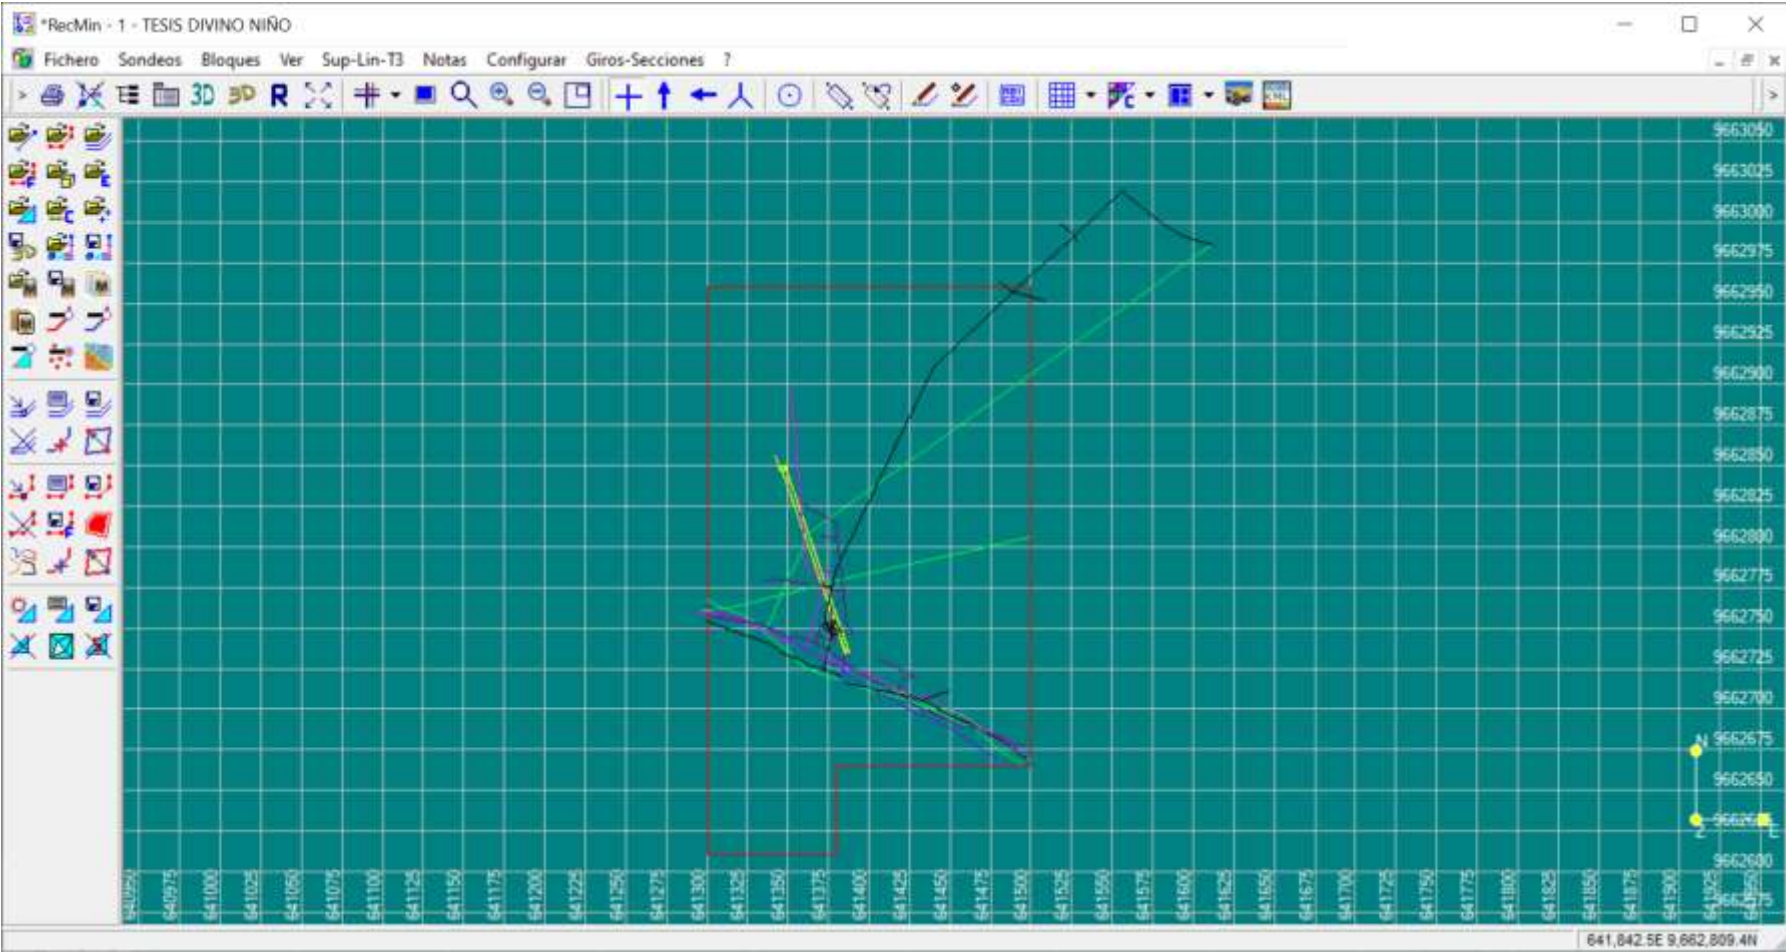 *RecMin - 1 - TESIS DIVINO NIÑO
Fichero Sondeos Bloques Ver Sup-Lin-T3 Notas Configurar Giros-Secciones ?
3D 3D R C
F E
C
9663050
9663025
9663000
9662975
9662950
9662925
9662900
9662875
9662850
9662825
9662800
9662775
9662750
9662725
9662700
N 9662675
9662650
Z E
9662600
640950 640975 641000 641025 641050 641075 641100 641125 641150 641175 641200 641225 641250 641275 641300 641325 641350 641375 641400 641425 641450 641475 641500 641525 641550 641575 641600 641625 641650 641675 641700 641725 641750 641775 641800 641825 641850 641875 641900 641925
641,842.5E 9,662,809.4N